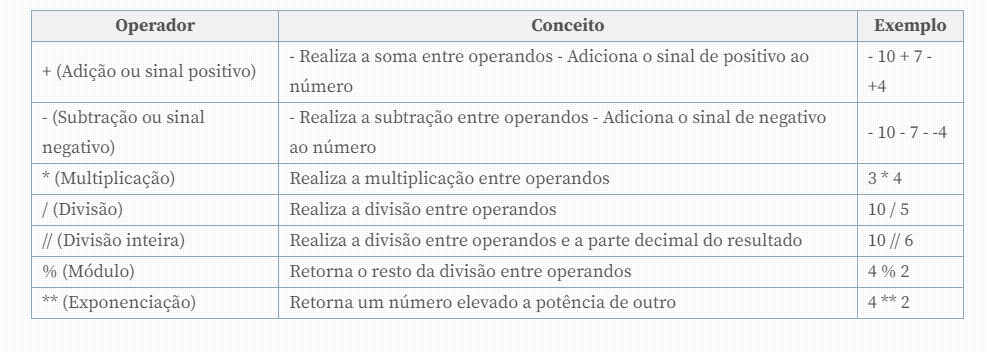 Operador Conceito Exemplo
+ (Adição ou sinal positivo) - Realiza a soma entre operandos - Adiciona o sinal de positivo ao número - 10 + 7 - +4
- (Subtração ou sinal negativo) - Realiza a subtração entre operandos - Adiciona o sinal de negativo ao número - 10 - 7 - -4
* (Multiplicação) Realiza a multiplicação entre operandos 3 * 4
/ (Divisão) Realiza a divisão entre operandos 10 / 5
// (Divisão inteira) Realiza a divisão entre operandos e a parte decimal do resultado 10 // 6
% (Módulo) Retorna o resto da divisão entre operandos 4 % 2
** (Exponenciação) Retorna um número elevado a potência de outro 4 ** 2